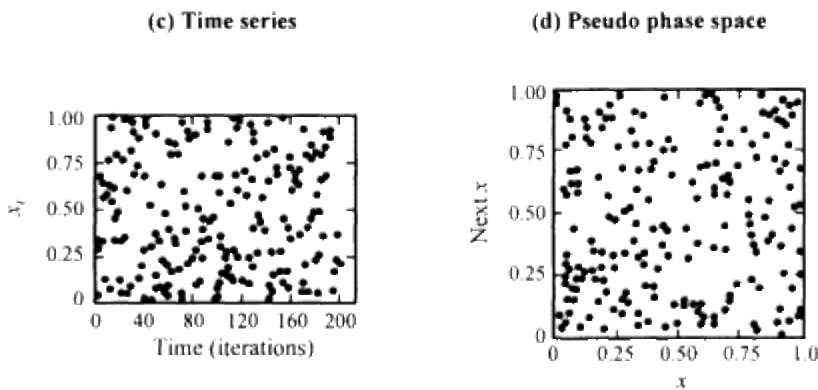 (c) Time series
1.00
0.75
0.50
0.25
0
x_t
0 40 80 120 160 200
Time (iterations)
(d) Pseudo phase space
1.00
0.75
0.50
0.25
0
Next x
0 0.25 0.50 0.75 1.0
x